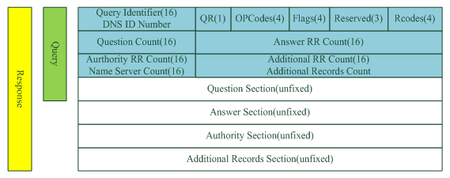 Response
Query
Query Identifier(16)
DNS ID Number
QR(1)
OPCodes(4)
Flags(4)
Reserved(3)
Rcodes(4)
Question Count(16)
Answer RR Count(16)
Aurthority RR Count(16)
Name Server Count(16)
Additional RR Count(16)
Additional Records Count
Question Section(unfixed)
Answer Section(unfixed)
Authority Section(unfixed)
Additional Records Section(unfixed)